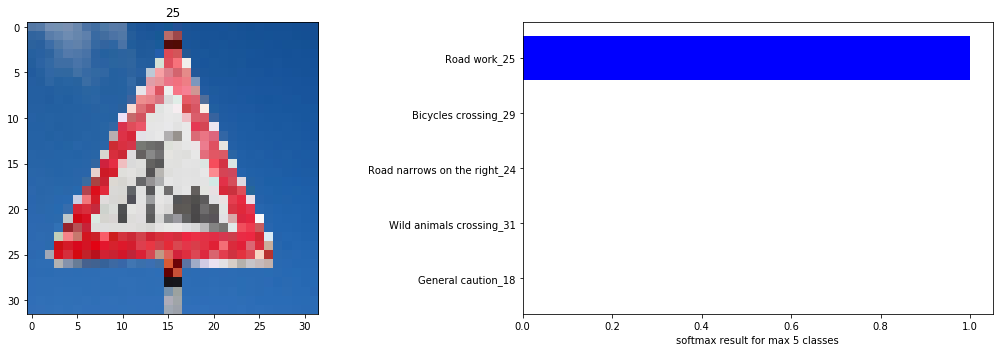 25
0
5
10
15
20
25
30
0 5 10 15 20 25 30
Road work_25
Bicycles crossing_29
Road narrows on the right_24
Wild animals crossing_31
General caution_18
0.0 0.2 0.4 0.6 0.8 1.0
softmax result for max 5 classes